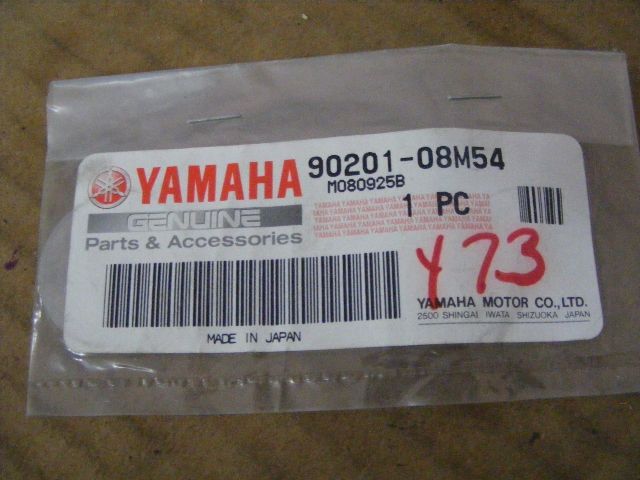 YAMAHA 90201-08M54
M080925B
GENUINE 1 PC
Parts & Accessories
Y73
YAMAHA MOTOR CO.,LTD.
2500 SHINGAI IWATA SHIZUOKA JAPAN
MADE IN JAPAN